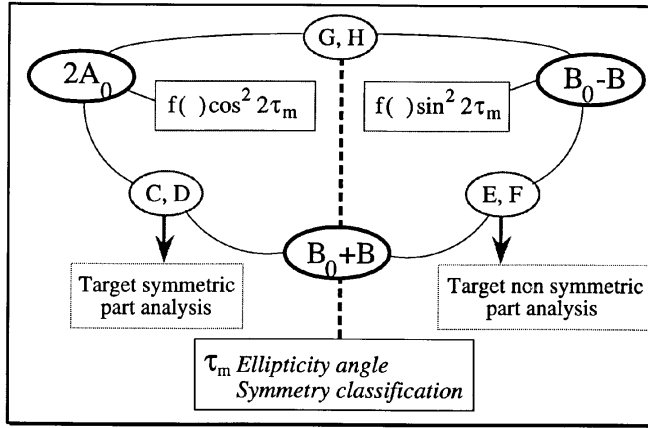 G, H
2A₀
B₀-B
f( )cos² 2τₘ
f( )sin² 2τₘ
C, D
E, F
B₀+B
Target symmetric
part analysis
Target non symmetric
part analysis
τₘ Ellipticity angle
Symmetry classification